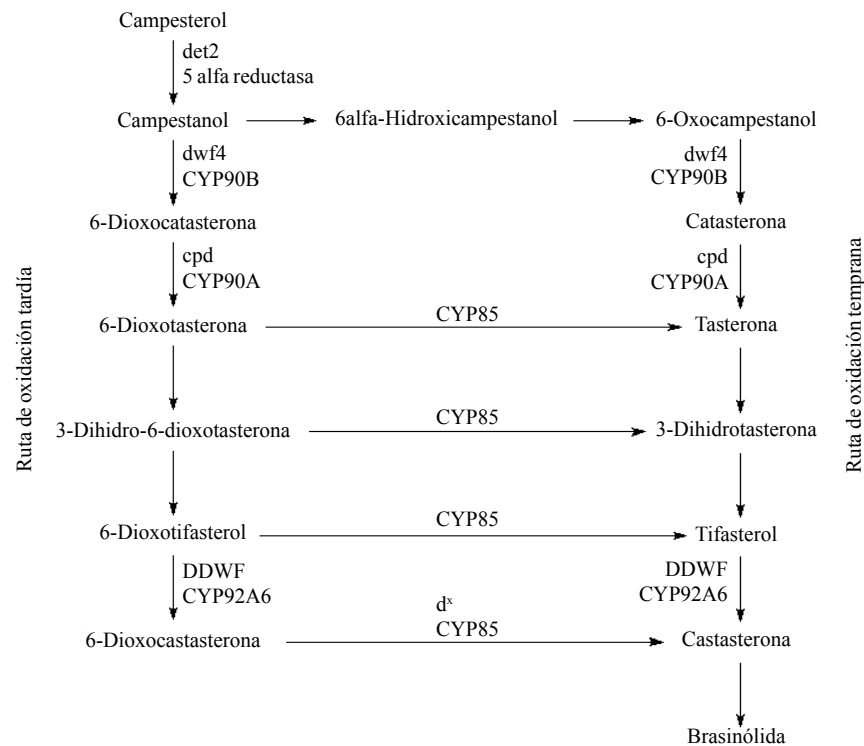 Campesterol
det2
5 alfa reductasa
Campestanol
6alfa-Hidroxicampestanol
6-Oxocampestanol
dwf4
CYP90B
dwf4
CYP90B
6-Dioxocatasterona
Catasterona
cpd
CYP90A
cpd
CYP90A
Ruta de oxidación tardía
Ruta de oxidación temprana
6-Dioxotasterona
CYP85
Tasterona
3-Dihidro-6-dioxotasterona
CYP85
3-Dihidrotasterona
6-Dioxotifasterol
CYP85
Tifasterol
DDWF
CYP92A6
DDWF
CYP92A6
dˣ
CYP85
6-Dioxocastasterona
Castasterona
Brasinólida